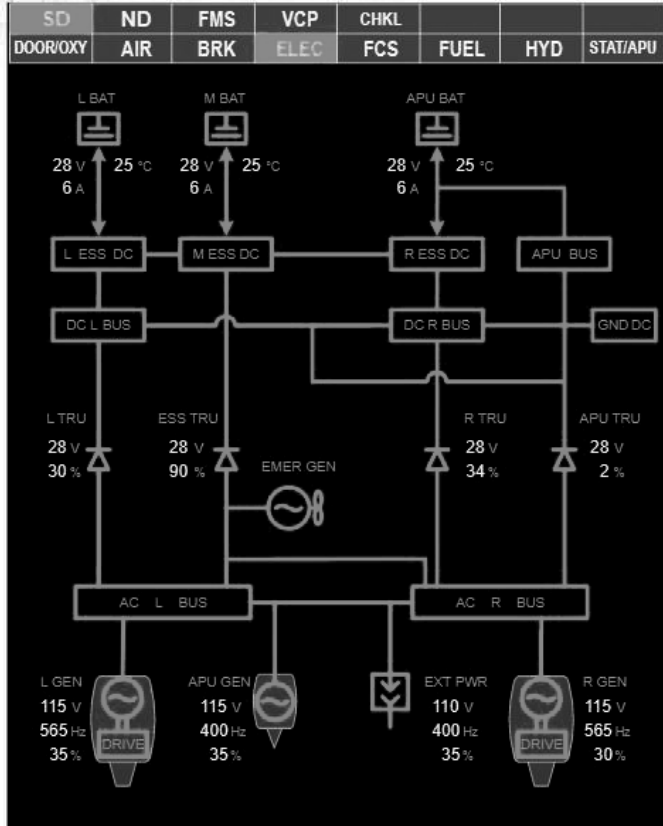 SD ND FMS VCP CHKL
DOOR/OXY AIR BRK ELEC FCS FUEL HYD STAT/APU
L BAT M BAT APU BAT
28 V 25 °C 28 V 25 °C 28 V 25 °C
6 A 6 A 6 A
L ESS DC M ESS DC R ESS DC APU BUS
DC L BUS DC R BUS GND DC
L TRU ESS TRU R TRU APU TRU
28 V 28 V 28 V 28 V
30 % 90 % 34 % 2 %
EMER GEN
AC L BUS AC R BUS
L GEN APU GEN EXT PWR R GEN
115 V 115 V 110 V 115 V
565 Hz 400 Hz 400 Hz 565 Hz
35 % 35 % 35 % 30 %
DRIVE DRIVE